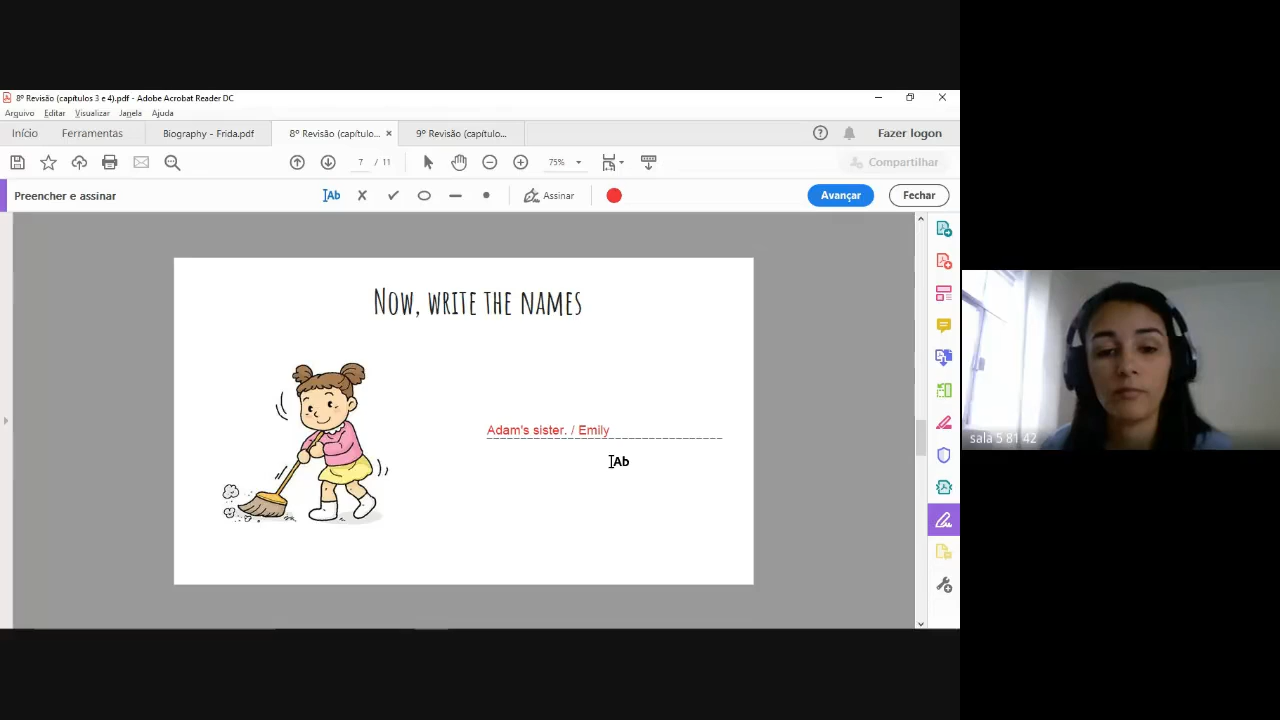 8º Revisão (capítulos 3 e 4).pdf - Adobe Acrobat Reader DC
Arquivo Editar Visualizar Janela Ajuda
Início Ferramentas Biography - Frida.pdf 8º Revisão (capítulo... × 9º Revisão (capítulo... Fazer logon
7 / 11 75% Compartilhar
Preencher e assinar IAb Assinar Avançar Fechar
Now, write the names
Adam's sister. / Emily
IAb
sala 5 81 42